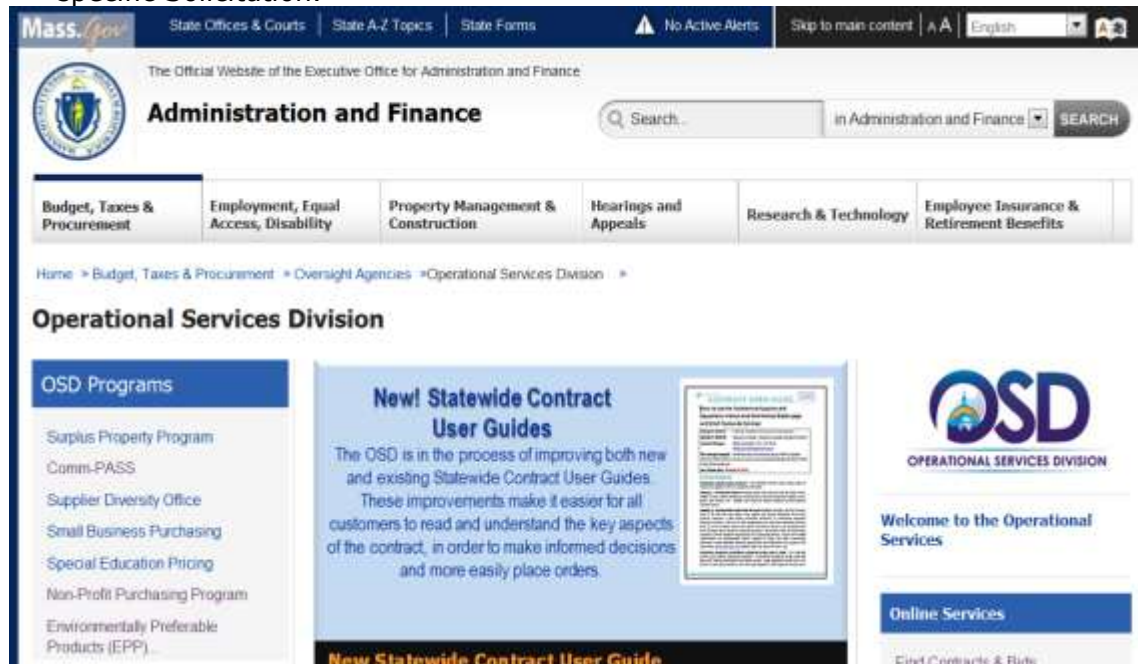 specific Solicitation.
Mass.Gov State Offices & Courts State A-Z Topics State Forms No Active Alerts Skip to main content A A English
The Official Website of the Executive Office for Administration and Finance
Administration and Finance
Search... in Administration and Finance SEARCH
Budget, Taxes & Procurement
Employment, Equal Access, Disability
Property Management & Construction
Hearings and Appeals
Research & Technology
Employee Insurance & Retirement Benefits
Home » Budget, Taxes & Procurement » Oversight Agencies »Operational Services Division »
Operational Services Division
OSD Programs
Surplus Property Program
Comm-PASS
Supplier Diversity Office
Small Business Purchasing
Special Education Pricing
Non-Profit Purchasing Program
Environmentally Preferable
Products (EPP)...
New! Statewide Contract
User Guides
The OSD is in the process of improving both new
and existing Statewide Contract User Guides.
These improvements make it easier for all
customers to read and understand the key aspects
of the contract, in order to make informed decisions
and more easily place orders.
New Statewide Contract User Guide
OSD
OPERATIONAL SERVICES DIVISION
Welcome to the Operational
Services
Online Services
Find Contracts & Bids